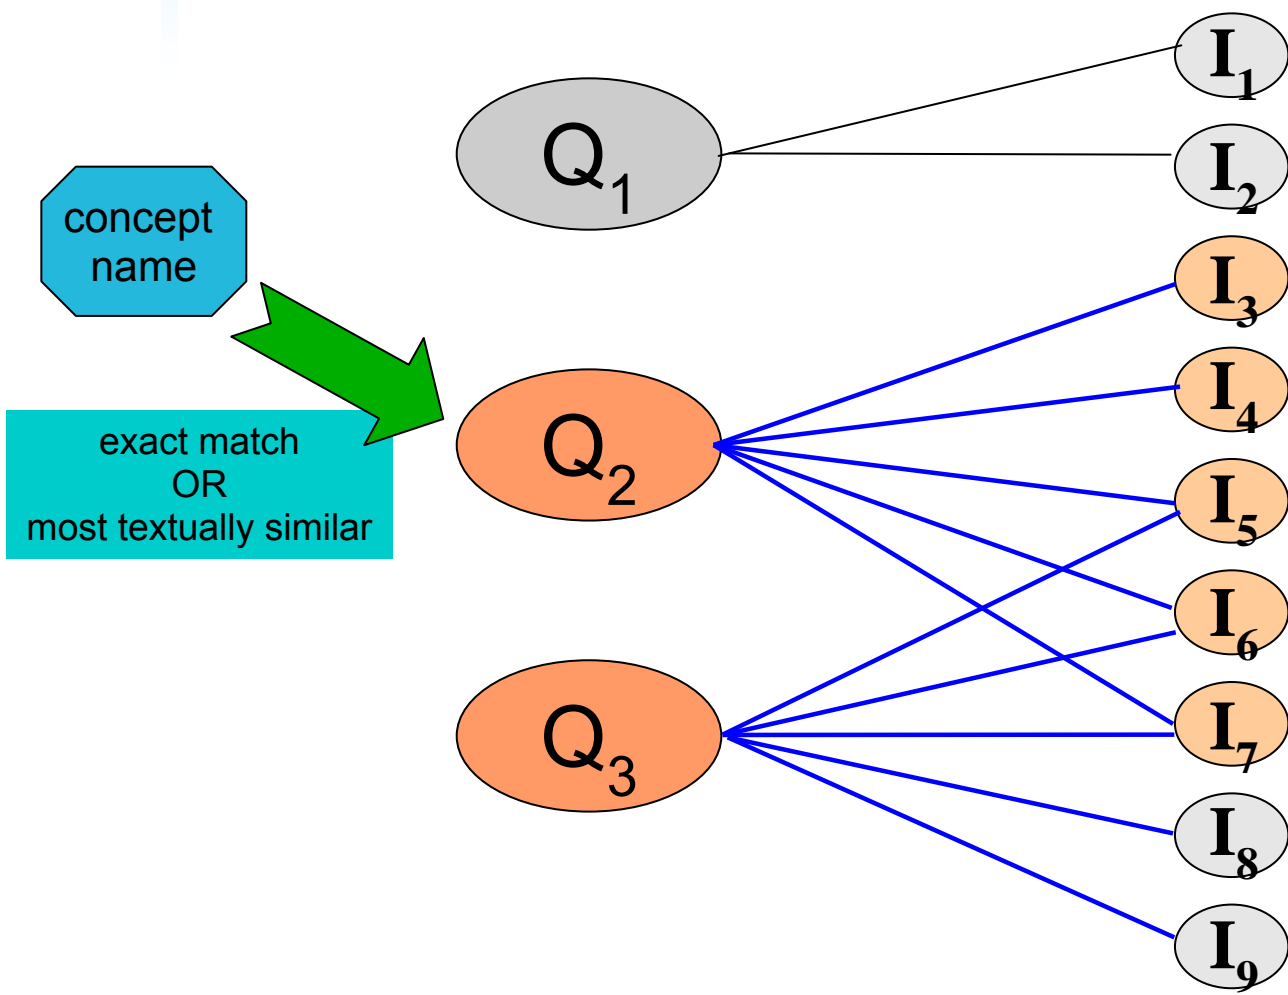 concept
name
exact match
OR
most textually similar
Q1
Q2
Q3
I1
I2
I3
I4
I5
I6
I7
I8
I9